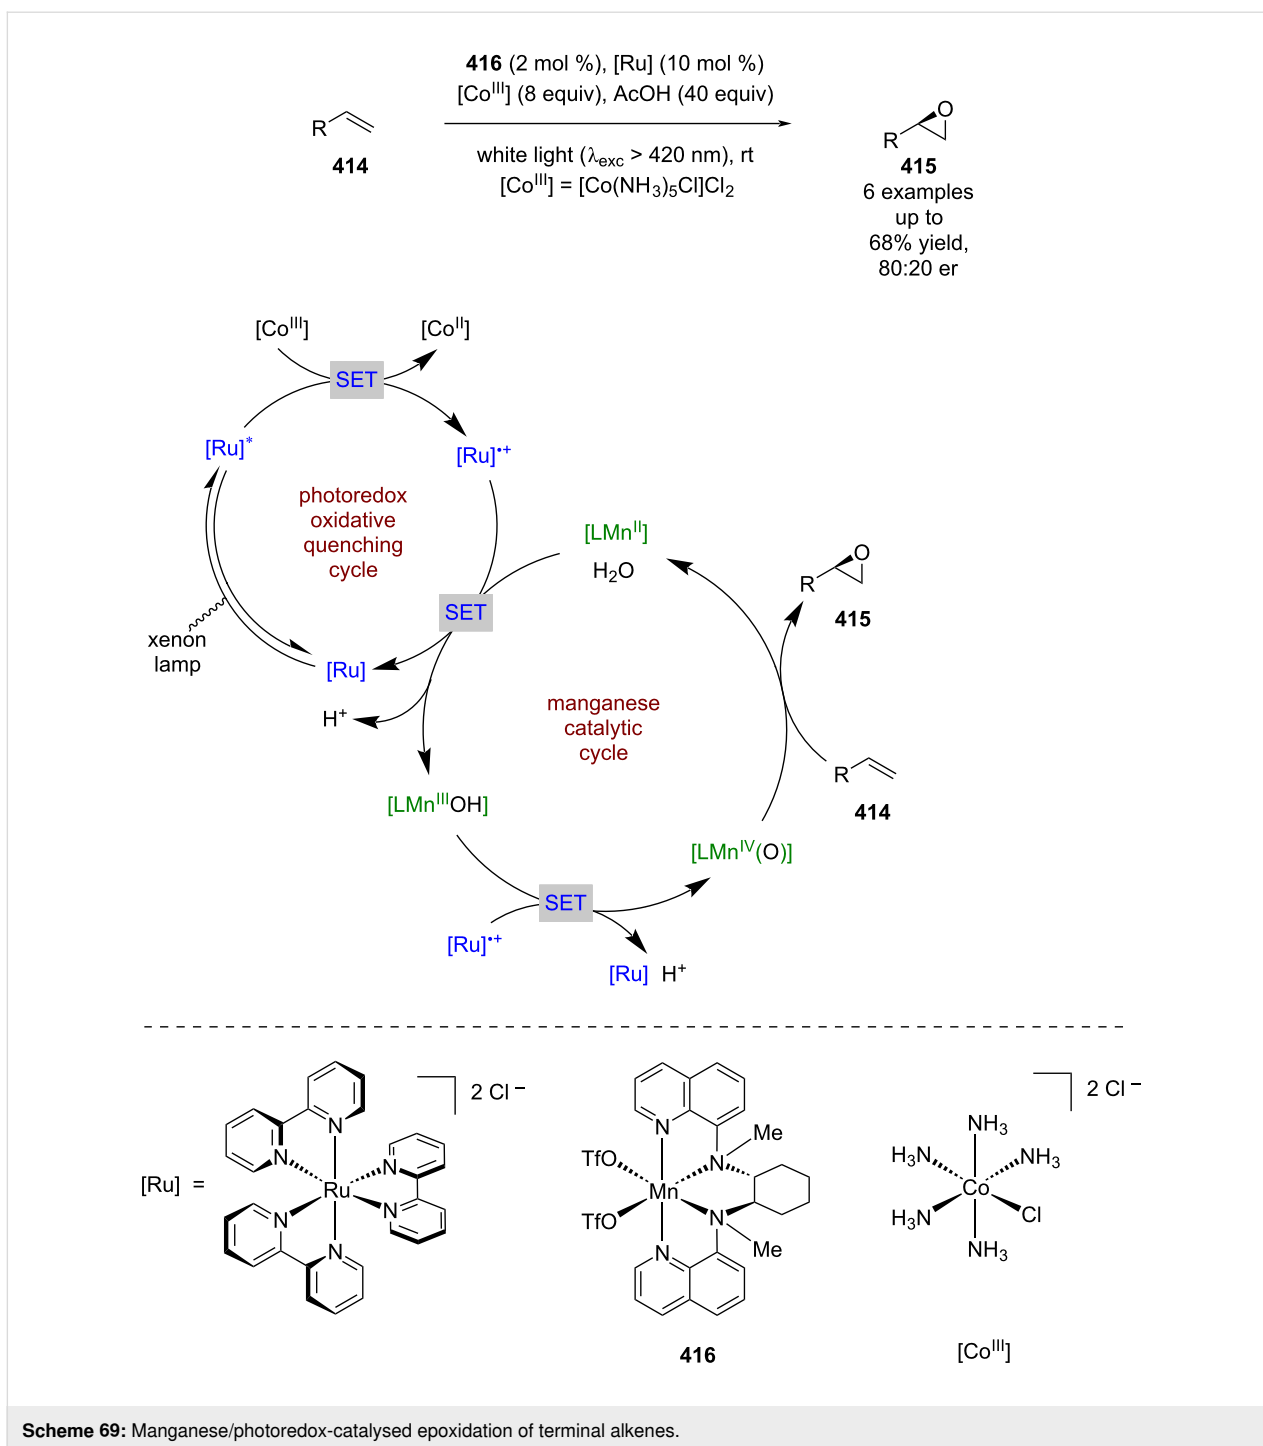 416 (2 mol %), [Ru] (10 mol %)
[Co^III] (8 equiv), AcOH (40 equiv)
R
414
white light (λ_exc > 420 nm), rt
[Co^III] = [Co(NH₃)₅Cl]Cl₂
O
R
415
6 examples
up to
68% yield,
80:20 er
[Co^III]
[Co^II]
SET
[Ru]*
[Ru]•+
photoredox
oxidative
quenching
cycle
[LMn^II]
H₂O
O
R
415
SET
xenon
lamp
[Ru]
H⁺
manganese
catalytic
cycle
R
414
[LMn^IIIOH]
[LMn^IV(O)]
SET
[Ru]•+
[Ru] H⁺
[Ru] =
N
N
N
N
N
N
Ru
2 Cl⁻
N
Me
TfO
N
Mn
TfO
N
Me
N
416
2 Cl⁻
NH₃
H₃N
NH₃
Co
H₃N
Cl
NH₃
[Co^III]
Scheme 69: Manganese/photoredox-catalysed epoxidation of terminal alkenes.